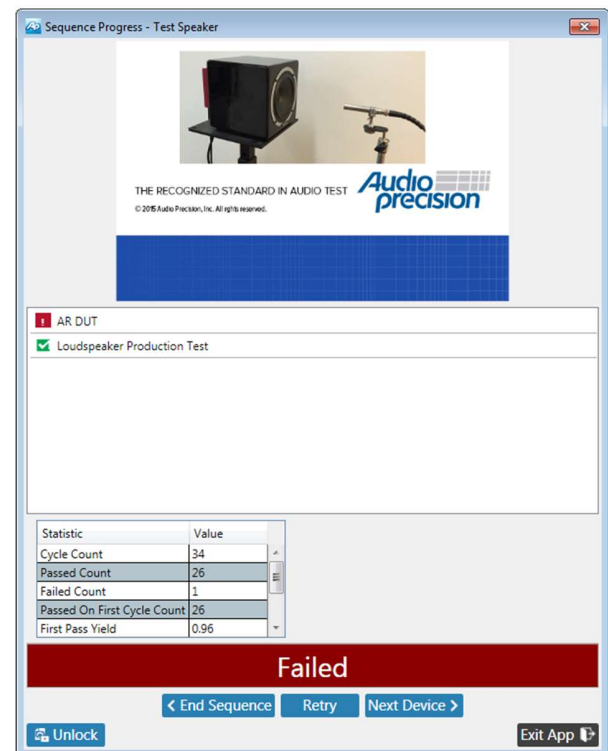 Sequence Progress - Test Speaker
THE RECOGNIZED STANDARD IN AUDIO TEST
Audio
precision
© 2015 Audio Precision, Inc. All rights reserved.
AR DUT
Loudspeaker Production Test
Statistic Value
Cycle Count 34
Passed Count 26
Failed Count 1
Passed On First Cycle Count 26
First Pass Yield 0.96
Failed
End Sequence Retry Next Device
Unlock Exit App